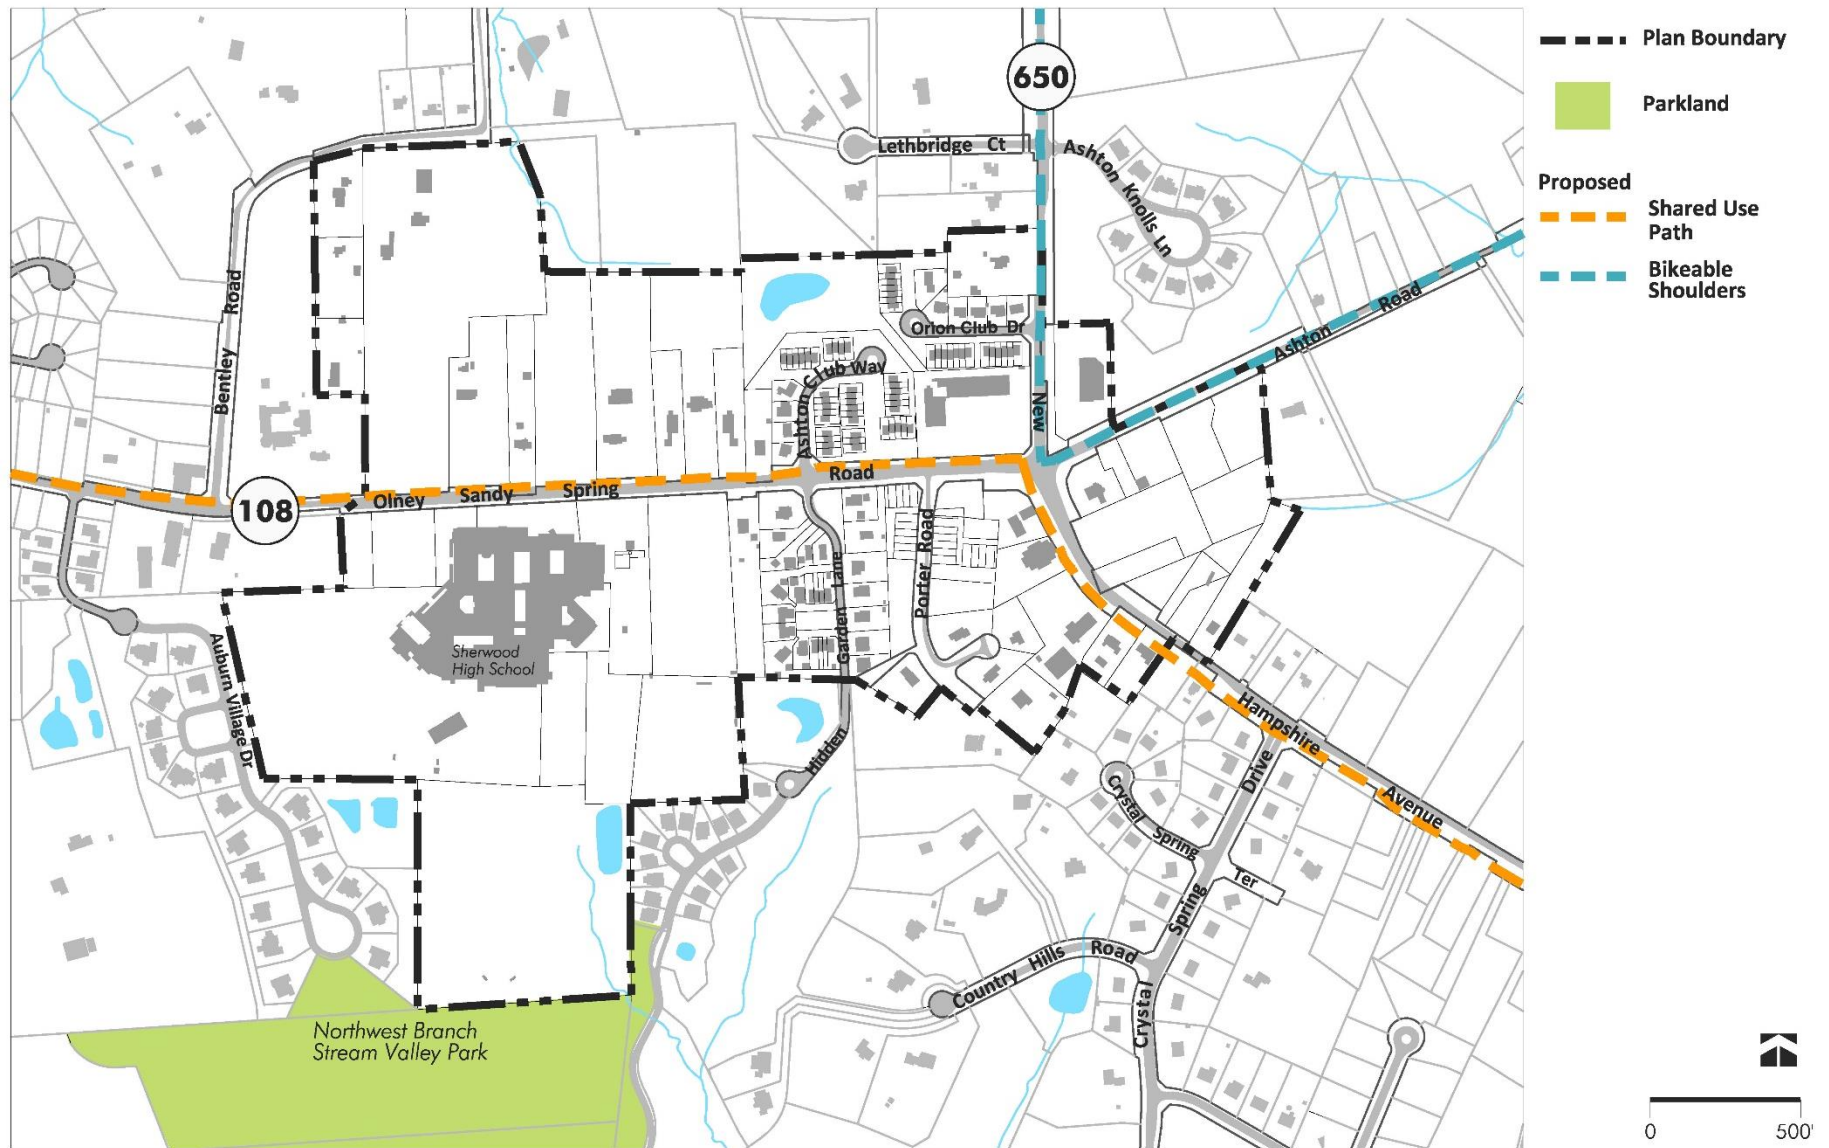 650
Plan Boundary
Parkland
Proposed
Shared Use
Path
Bikeable
Shoulders
Lethbridge Ct
Ashton Knolls Ln
Bentley Road
Orion Club Dr
Ashton Road
Ashton Club Way
New
108
Olney Sandy Spring Road
Porter Road
Garden Lane
Hidden
Sherwood
High School
Auburn Village Dr
Hampshire
Avenue
Crystal Spring Ter
Crystal Spring Drive
Country Hills Road
Northwest Branch
Stream Valley Park
0 500'